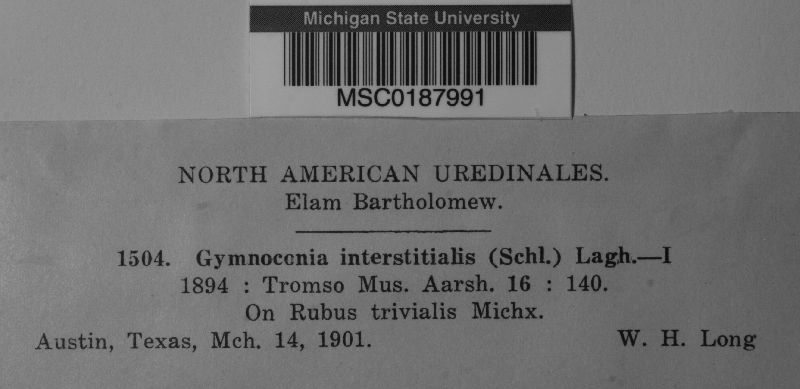 Michigan State University
MSC0187991
NORTH AMERICAN UREDINALES.
Elam Bartholomew.
1504. Gymnoccnia interstitialis (Schl.) Lagh.—I
1894 : Tromso Mus. Aarsh. 16 : 140.
On Rubus trivialis Michx.
Austin, Texas, Mch. 14, 1901. W. H. Long